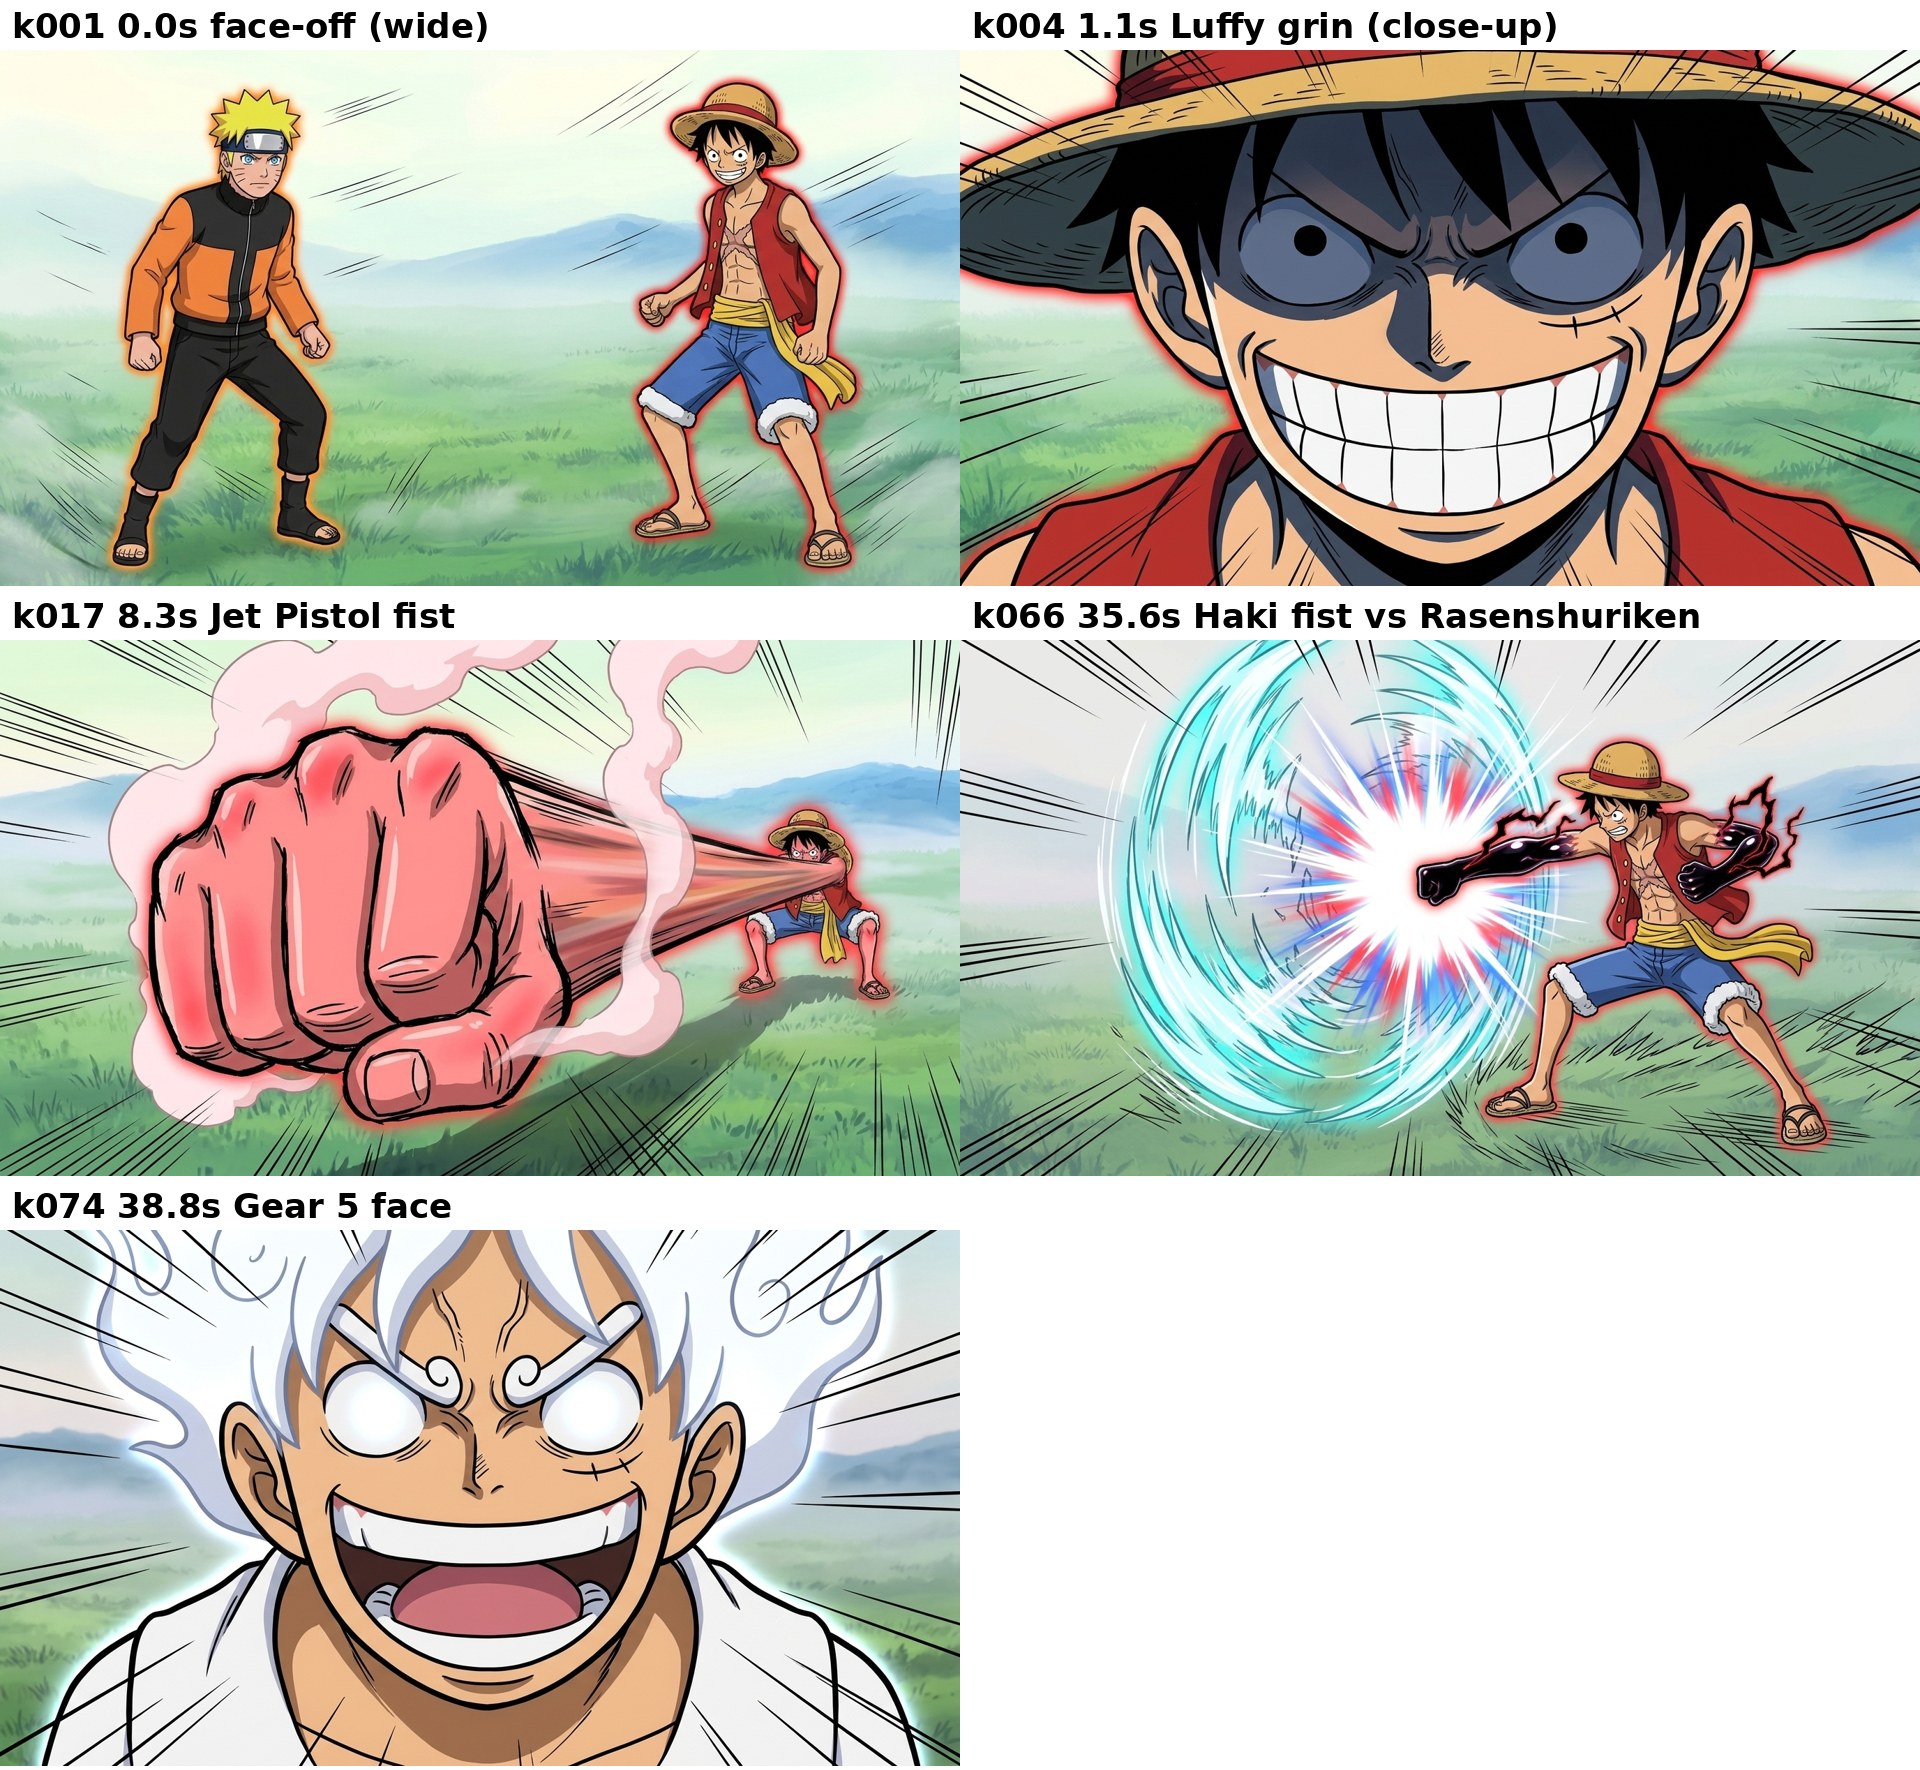 k001 0.0s face-off (wide)
k004 1.1s Luffy grin (close-up)
k017 8.3s Jet Pistol fist
k066 35.6s Haki fist vs Rasenshuriken
k074 38.8s Gear 5 face